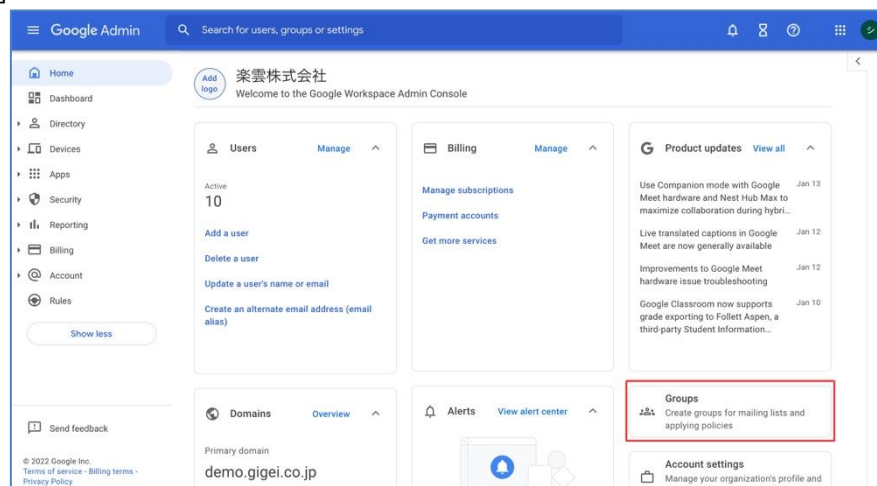 Google Admin
Search for users, groups or settings
Home
Dashboard
Directory
Devices
Apps
Security
Reporting
Billing
Account
Rules
Show less
Send feedback
© 2022 Google Inc.
Terms of service - Billing terms -
Privacy Policy
Add
logo
楽雲株式会社
Welcome to the Google Workspace Admin Console
Users Manage
Active
10
Add a user
Delete a user
Update a user's name or email
Create an alternate email address (email
alias)
Billing Manage
Manage subscriptions
Payment accounts
Get more services
Product updates View all
Use Companion mode with Google Jan 13
Meet hardware and Nest Hub Max to
maximize collaboration during hybri...
Live translated captions in Google Jan 12
Meet are now generally available
Improvements to Google Meet Jan 12
hardware issue troubleshooting
Google Classroom now supports Jan 10
grade exporting to Follett Aspen, a
third-party Student Information...
Domains Overview
Primary domain
demo.gigei.co.jp
Alerts View alert center
Groups
Create groups for mailing lists and
applying policies
Account settings
Manage your organization's profile and